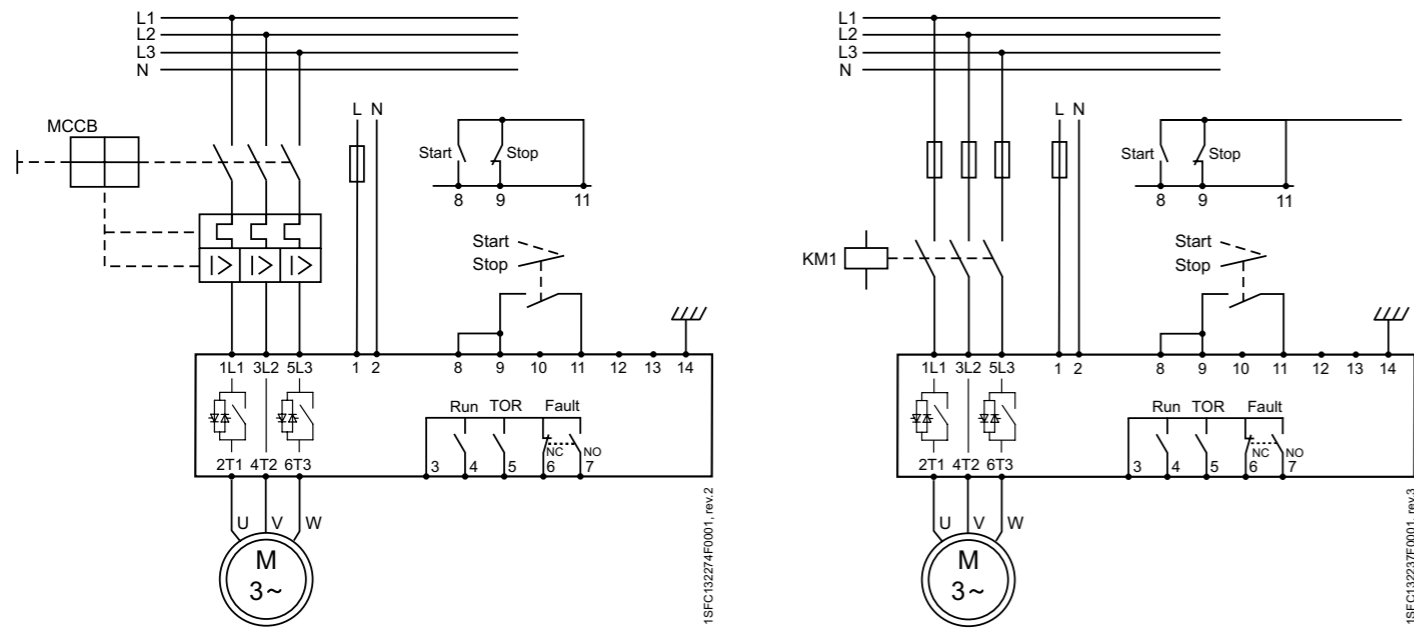 L1
L2
L3
N
MCCB
L N
Start Stop
8 9 11
Start
Stop
1L1 3L2 5L3 1 2 8 9 10 11 12 13 14
Run TOR Fault
NC NO
2T1 4T2 6T3 3 4 5 6 7
U V W
M
3~
1SFC132274F0001, rev.2
L1
L2
L3
N
L N
Start Stop
8 9 11
KM1
Start
Stop
1L1 3L2 5L3 1 2 8 9 10 11 12 13 14
Run TOR Fault
NC NO
2T1 4T2 6T3 3 4 5 6 7
U V W
M
3~
1SFC132237F0001, rev.3